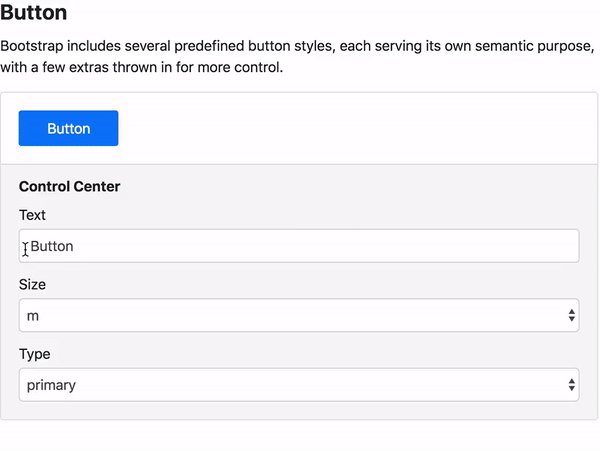 Button
Bootstrap includes several predefined button styles, each serving its own semantic purpose,
with a few extras thrown in for more control.
Button
Control Center
Text
Button
Size
m
Type
primary